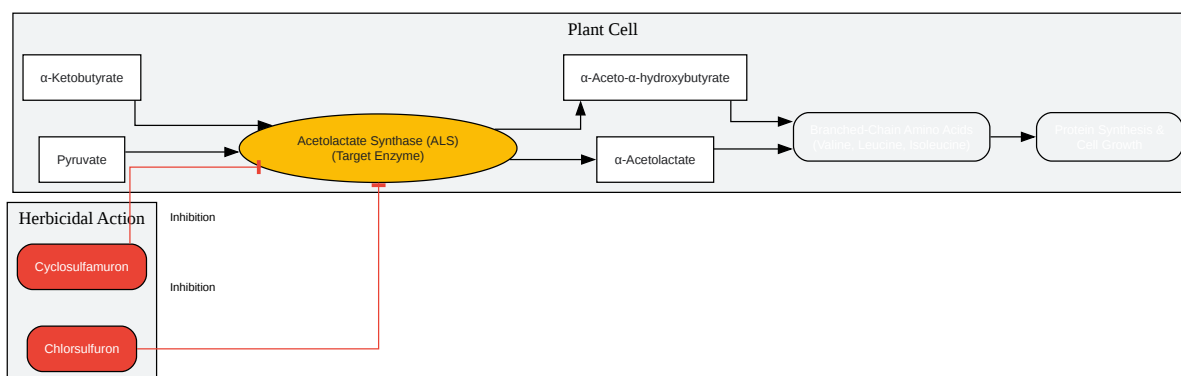 Plant Cell
α-Ketobutyrate
α-Aceto-α-hydroxybutyrate
Acetolactate Synthase (ALS)
(Target Enzyme)
Branched-Chain Amino Acids
(Valine, Leucine, Isoleucine)
Protein Synthesis &
Cell Growth
Pyruvate
α-Acetolactate
Herbicidal Action
Inhibition
Cyclosulfamuron
Inhibition
Chlorsulfuron